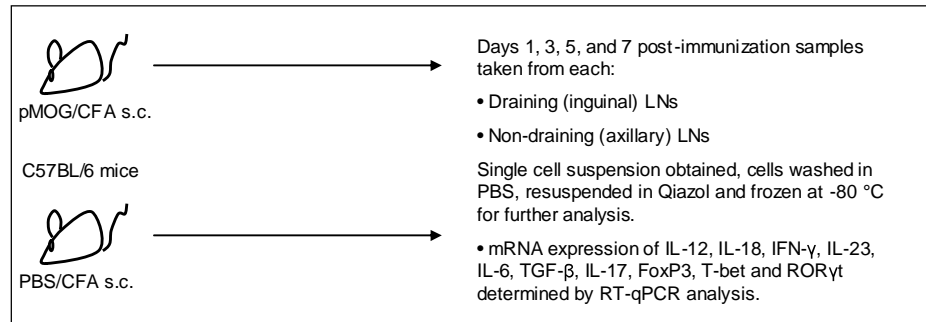 pMOG/CFA s.c.
C57BL/6 mice
PBS/CFA s.c.
Days 1, 3, 5, and 7 post-immunization samples
taken from each:
• Draining (inguinal) LNs
• Non-draining (axillary) LNs
Single cell suspension obtained, cells washed in
PBS, resuspended in Qiazol and frozen at -80 °C
for further analysis.
• mRNA expression of IL-12, IL-18, IFN-γ, IL-23,
IL-6, TGF-β, IL-17, FoxP3, T-bet and RORγt
determined by RT-qPCR analysis.